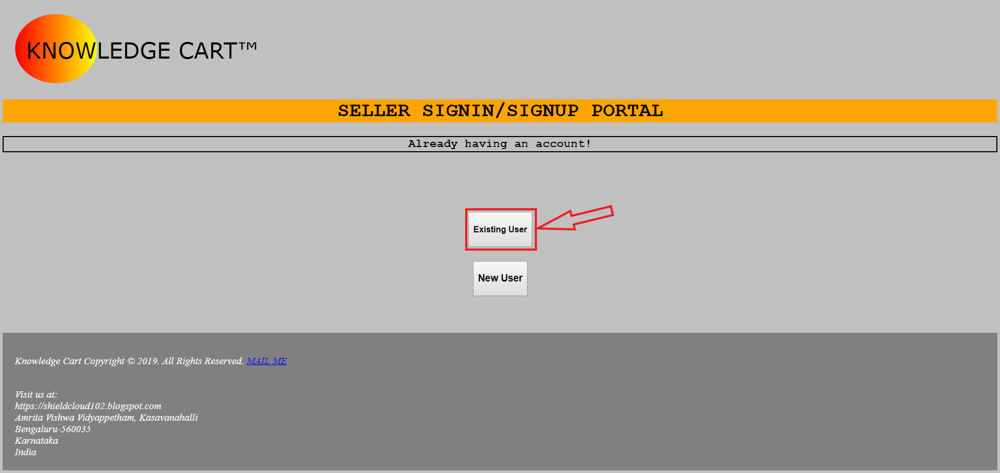 KNOWLEDGE CART™
SELLER SIGNIN/SIGNUP PORTAL
Already having an account!
Existing User
New User
Knowledge Cart Copyright © 2019. All Rights Reserved. MAIL ME
Visit us at:
https://shieldcloud102.blogspot.com
Amrita Vishwa Vidyappetham, Kasavanahalli
Bengaluru-560035
Karnataka
India